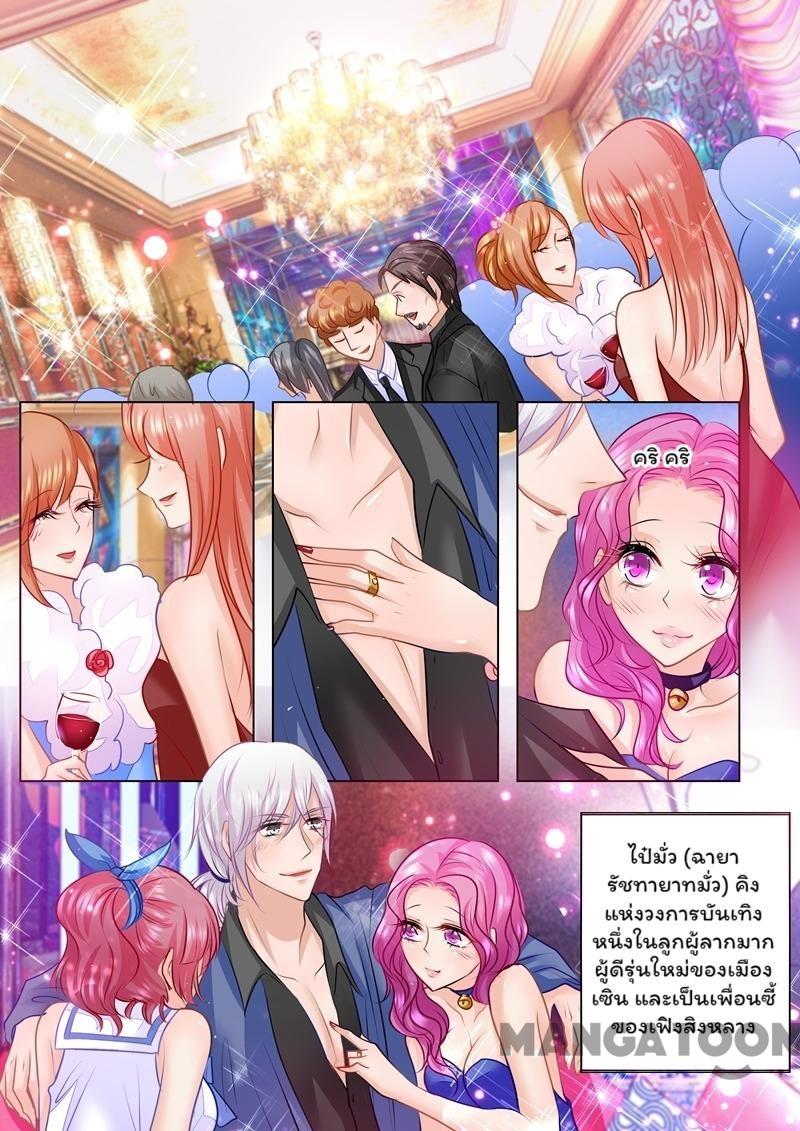 คริ คริ
ไป๋มั่ว (ฉายา
รัชทายาทมั่ว) คิง
แห่งวงการบันเทิง
หนึ่งในลูกผู้ลากมาก
ผู้ดีรุ่นใหม่ของเมือง
เซิน และเป็นเพื่อนซี้
ของเฟิงสิงหลาง
MANGATOON